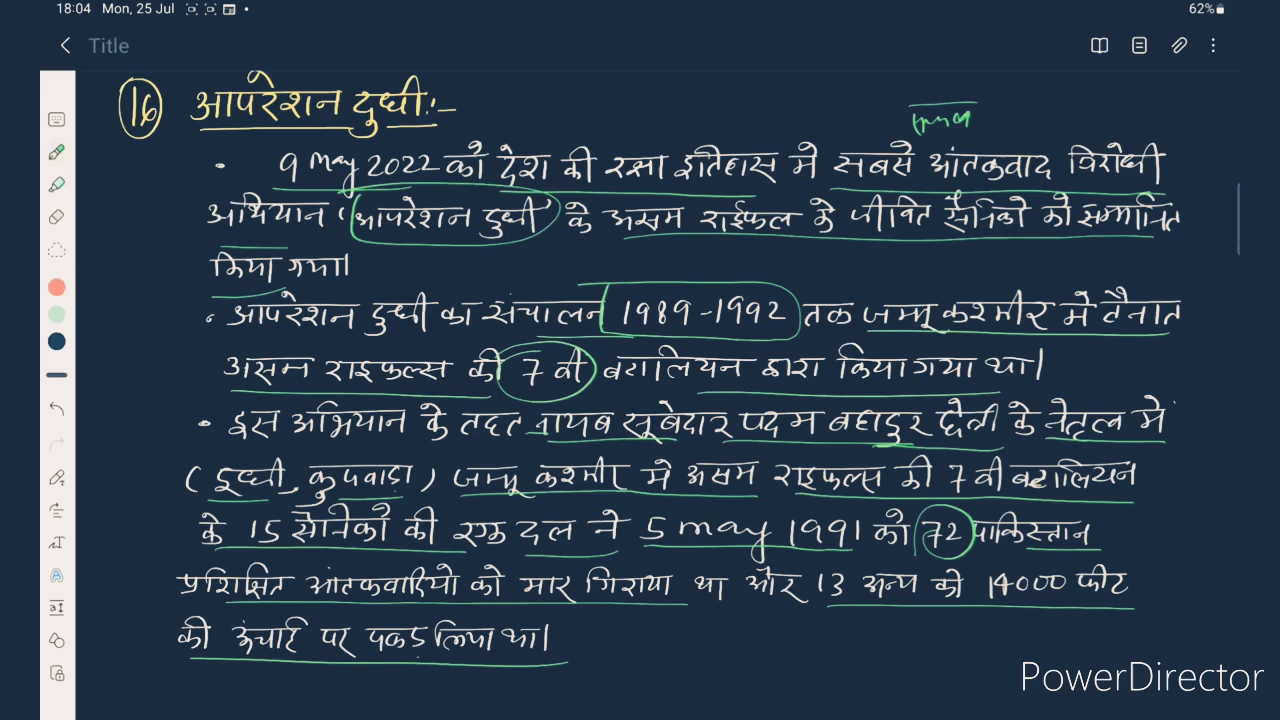 18:04 Mon, 25 Jul
62%
Title
16 आपरेशन दुधी:-
• 9 May 2022 को देश की रक्षा इतिहास मे सबसे आंतकवाद विरोधी
अभियान 'आपरेशन दुधी' के असम राईफल के जीवित सैनिको को सम्मानित
किया गया।
• आपरेशन दुधी का संचालन 1989-1992 तक जम्मू कश्मीर मे तैनात
असम राइफल्स की 7 वी बटालियन द्वारा किया गया था।
• इस अभियान के तहत नायब सूबेदार पदम बहादुर छेत्री के नेतृत्व मे
(दुध्धी, कुपवाडा) जम्मू कश्मीर मे असम राइफल्स की 7 वी बटालियन
के 15 सैनिको की एक दल ने 5 may 1991 को 72 पाकिस्तान
प्रशिक्षित आंतकवादियो को मार गिराया था और 13 अन्य को 14000 फीट
की ऊंचाई पर पकड लिया था।
PowerDirector